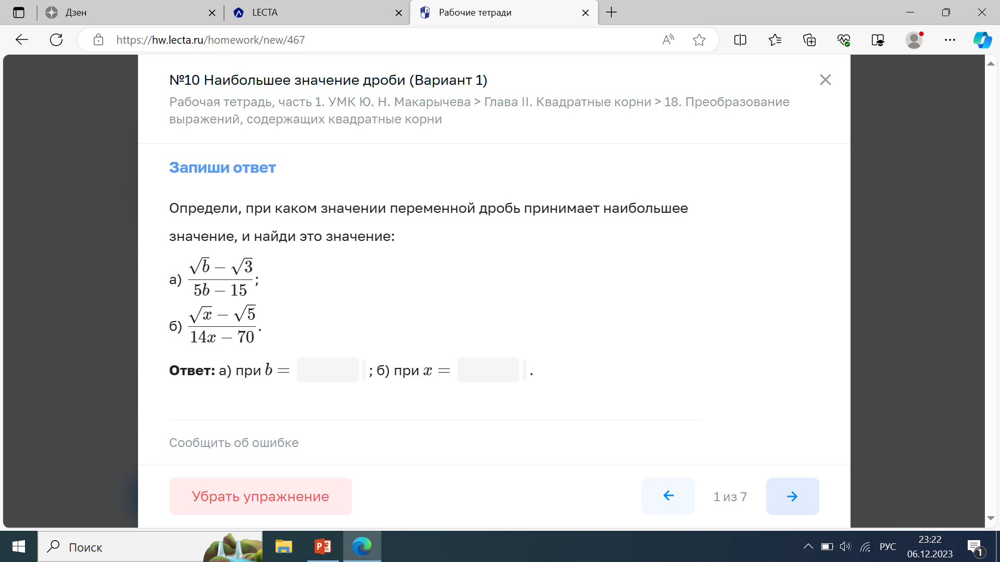 Дзен
LECTA
Рабочие тетради
https://hw.lecta.ru/homework/new/467
№10 Наибольшее значение дроби (Вариант 1)
Рабочая тетрадь, часть 1. УМК Ю. Н. Макарычева > Глава II. Квадратные корни > 18. Преобразование
выражений, содержащих квадратные корни
Запиши ответ
Определи, при каком значении переменной дробь принимает наибольшее
значение, и найди это значение:
а) (√b − √3)/(5b − 15);
б) (√x − √5)/(14x − 70).
Ответ: а) при b = ; б) при x = .
Сообщить об ошибке
Убрать упражнение
1 из 7
Поиск
РУС
23:22
06.12.2023
1